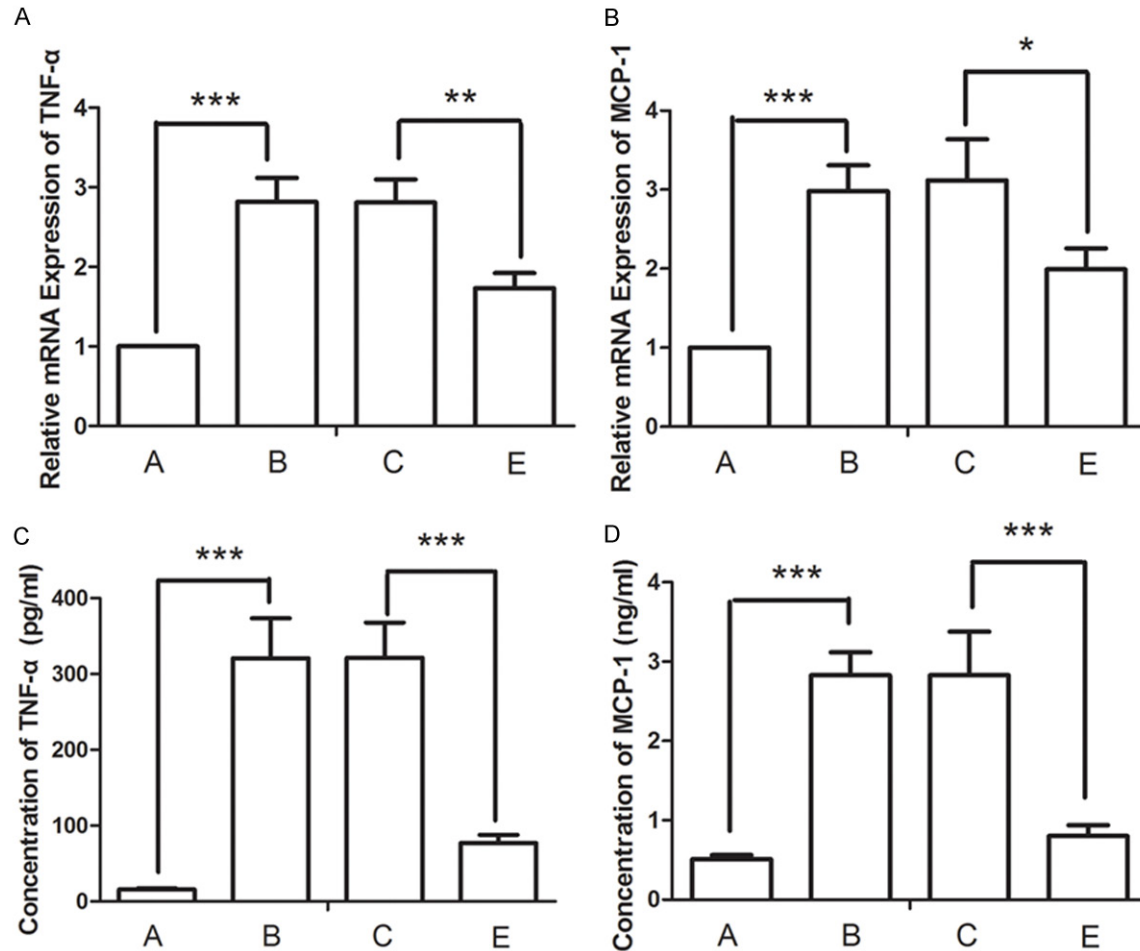 A
Relative mRNA Expression of TNF-α
4
3
2
1
0
***
**
A B C E
B
Relative mRNA Expression of MCP-1
4
3
2
1
0
***
*
A B C E
C
Concentration of TNF-α (pg/ml)
400
300
200
100
0
***
***
A B C E
D
Concentration of MCP-1 (ng/ml)
4
3
2
1
0
***
***
A B C E